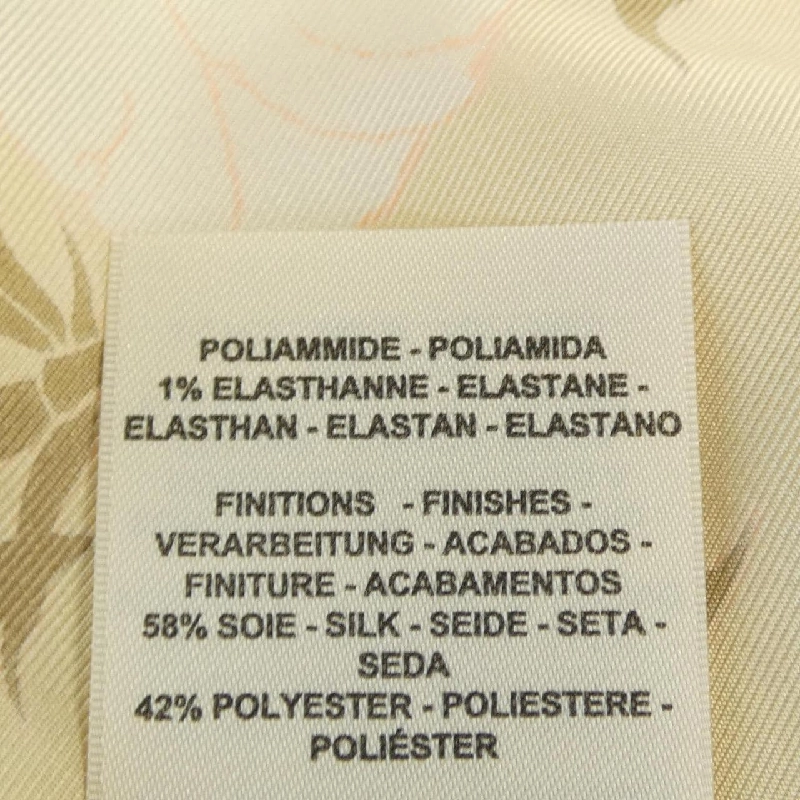 POLIAMMIDE - POLIAMIDA
1% ELASTHANNE - ELASTANE -
ELASTHAN - ELASTAN - ELASTANO
FINITIONS - FINISHES -
VERARBEITUNG - ACABADOS -
FINITURE - ACABAMENTOS
58% SOIE - SILK - SEIDE - SETA -
SEDA
42% POLYESTER - POLIESTERE -
POLIÉSTER